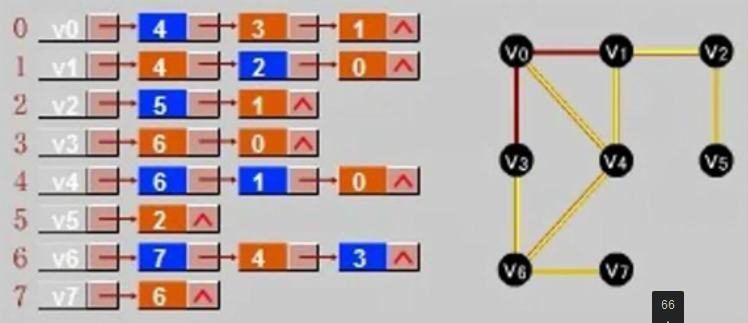 0 v0 4 3 1 ^
1 v1 4 2 0 ^
2 v2 5 1 ^
3 v3 6 0 ^
4 v4 6 1 0 ^
5 v5 2 ^
6 v6 7 4 3 ^
7 v7 6 ^
V0 V1 V2
V3 V4 V5
V6 V7
66